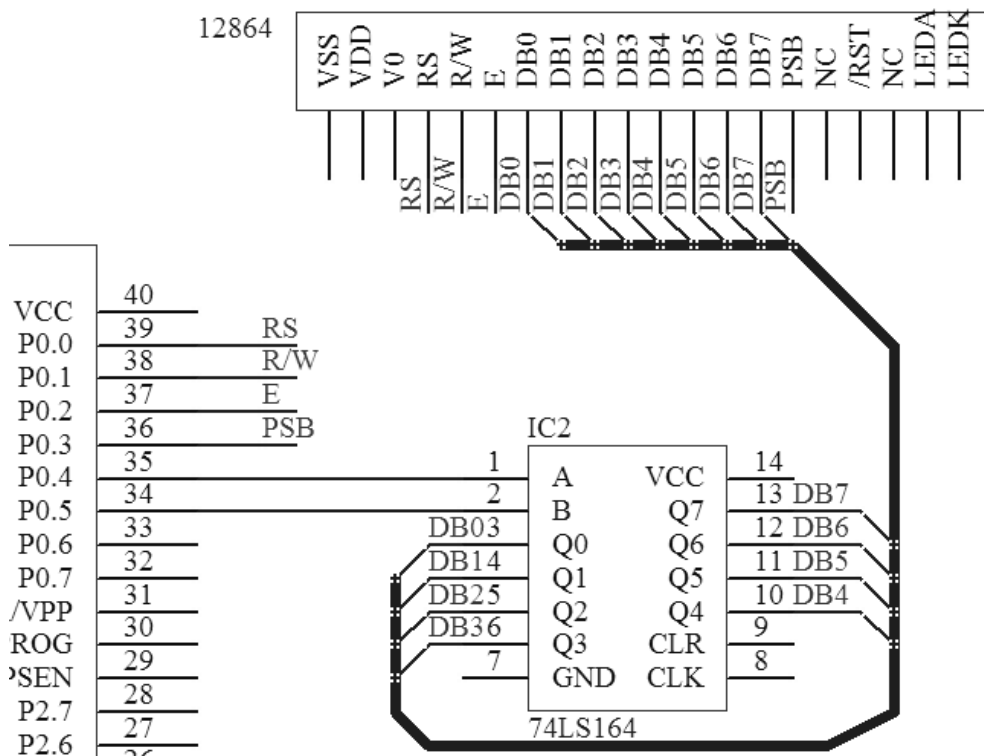 12864
VSS VDD V0 RS R/W E DB0 DB1 DB2 DB3 DB4 DB5 DB6 DB7 PSB NC /RST NC LEDA LEDK
RS R/W E DB0 DB1 DB2 DB3 DB4 DB5 DB6 DB7 PSB
VCC 40
P0.0 39 RS
P0.1 38 R/W
P0.2 37 E
P0.3 36 PSB
P0.4 35
P0.5 34
P0.6 33
P0.7 32
/VPP 31
ROG 30
PSEN 29
P2.7 28
P2.6 27
26
IC2
1 A VCC 14
2 B Q7 13 DB7
DB03 Q0 Q6 12 DB6
DB14 Q1 Q5 11 DB5
DB25 Q2 Q4 10 DB4
DB36 Q3 CLR 9
7 GND CLK 8
74LS164